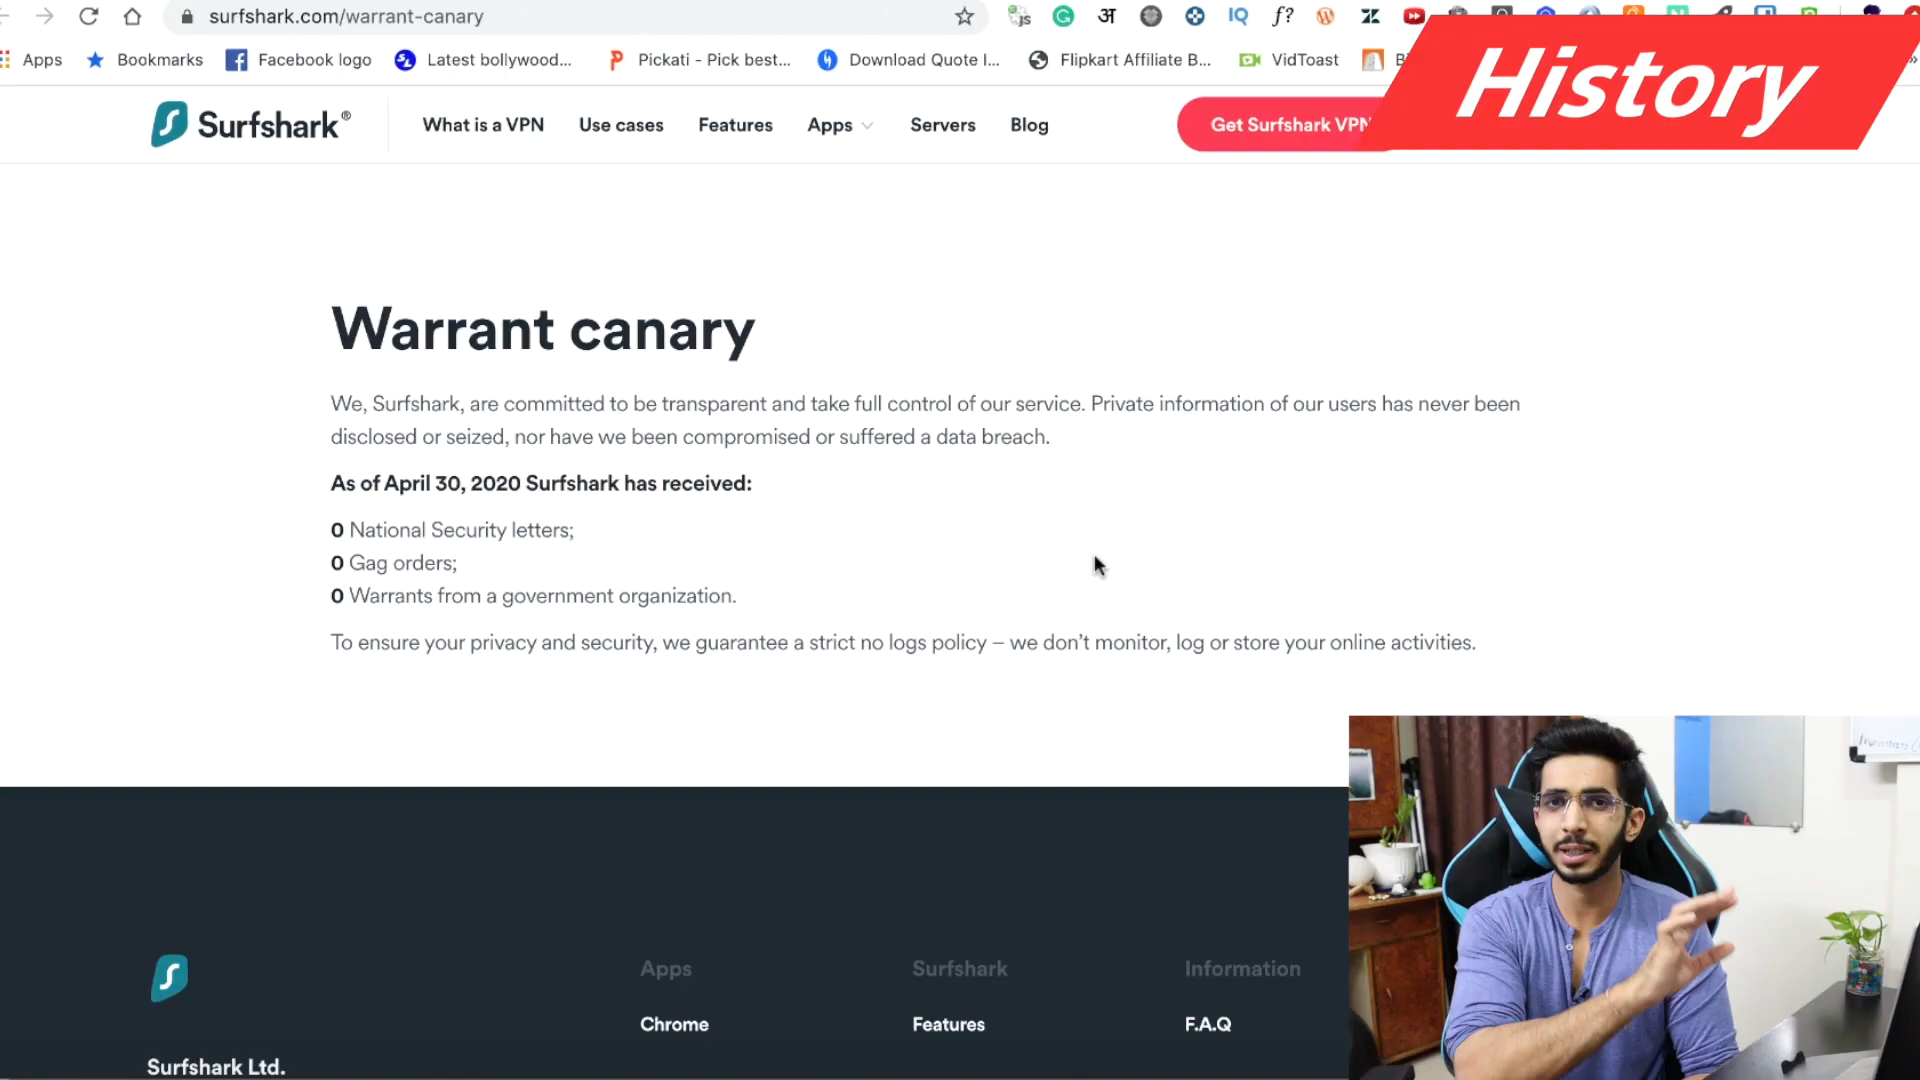 surfshark.com/warrant-canary
अ
IQ
f?
Apps
Bookmarks
Facebook logo
Latest bollywood...
Pickati - Pick best...
Download Quote I...
Flipkart Affiliate B...
VidToast
History
Surfshark®
What is a VPN
Use cases
Features
Apps
Servers
Blog
Get Surfshark VPN
Warrant canary
We, Surfshark, are committed to be transparent and take full control of our service. Private information of our users has never been
disclosed or seized, nor have we been compromised or suffered a data breach.
As of April 30, 2020 Surfshark has received:
0 National Security letters;
0 Gag orders;
0 Warrants from a government organization.
To ensure your privacy and security, we guarantee a strict no logs policy – we don’t monitor, log or store your online activities.
Apps
Surfshark
Information
Chrome
Features
F.A.Q
Surfshark Ltd.